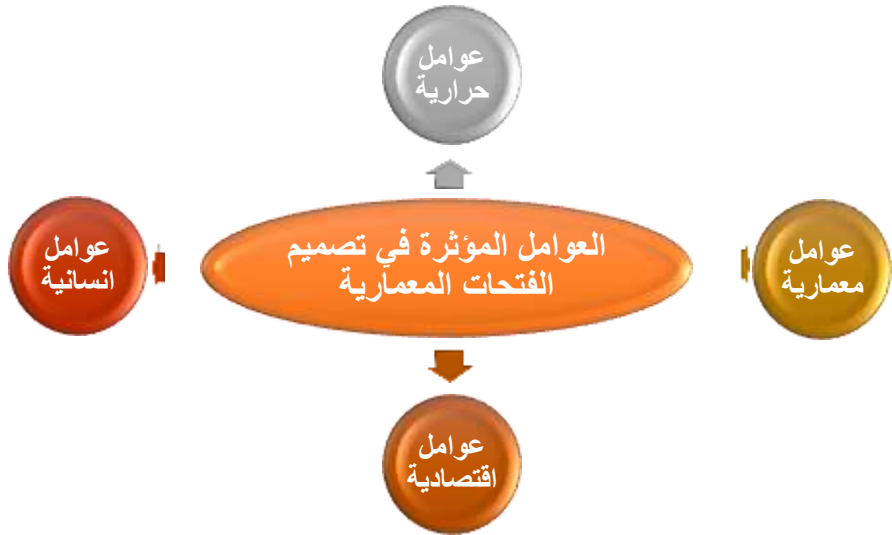 عوامل
حرارية
العوامل المؤثرة في تصميم
الفتحات المعمارية
عوامل
معمارية
عوامل
انسانية
عوامل
اقتصادية